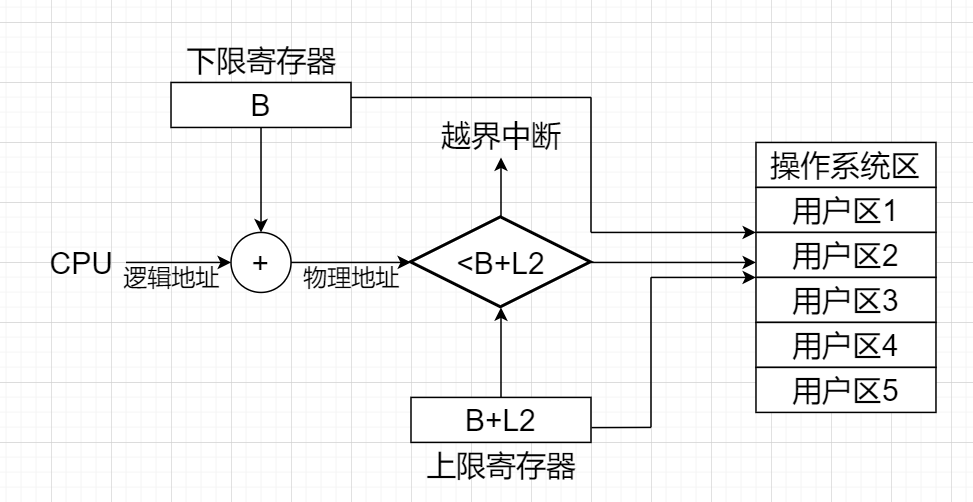 下限寄存器
B
越界中断
操作系统区
用户区1
CPU
逻辑地址
+
物理地址
<B+L2
用户区2
用户区3
用户区4
用户区5
B+L2
上限寄存器